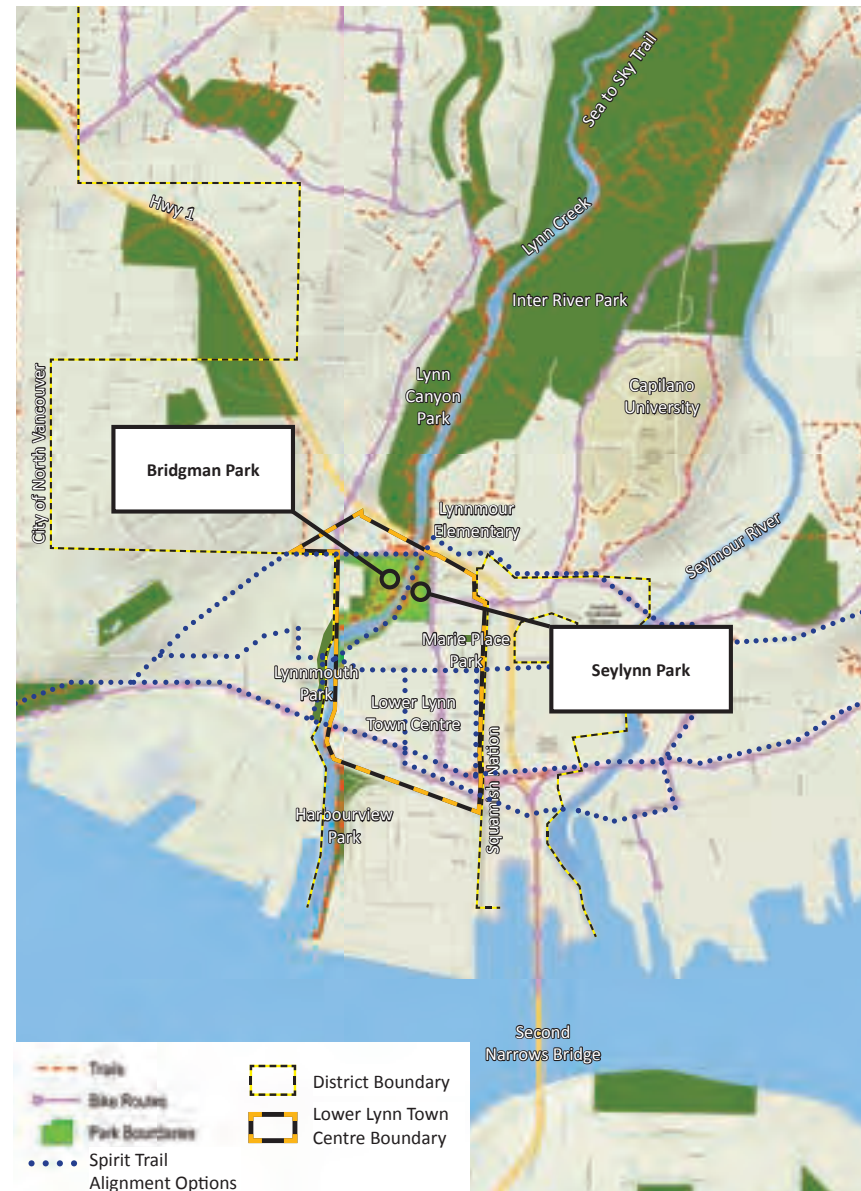 Sea to Sky Trail
Hwy 1
Lynn Creek
Inter River Park
Lynn
Canyon
Park
Capilano
University
City of North Vancouver
Bridgman Park
Lynnmour
Elementary
Seymour River
Marie Place
Park
Seylynn Park
Lynnmouth
Park
Lower Lynn
Town Centre
Squamish Nation
Harbourview
Park
Second
Narrows Bridge
Trails
Bike Routes
Park Boundaries
Spirit Trail
Alignment Options
District Boundary
Lower Lynn Town
Centre Boundary